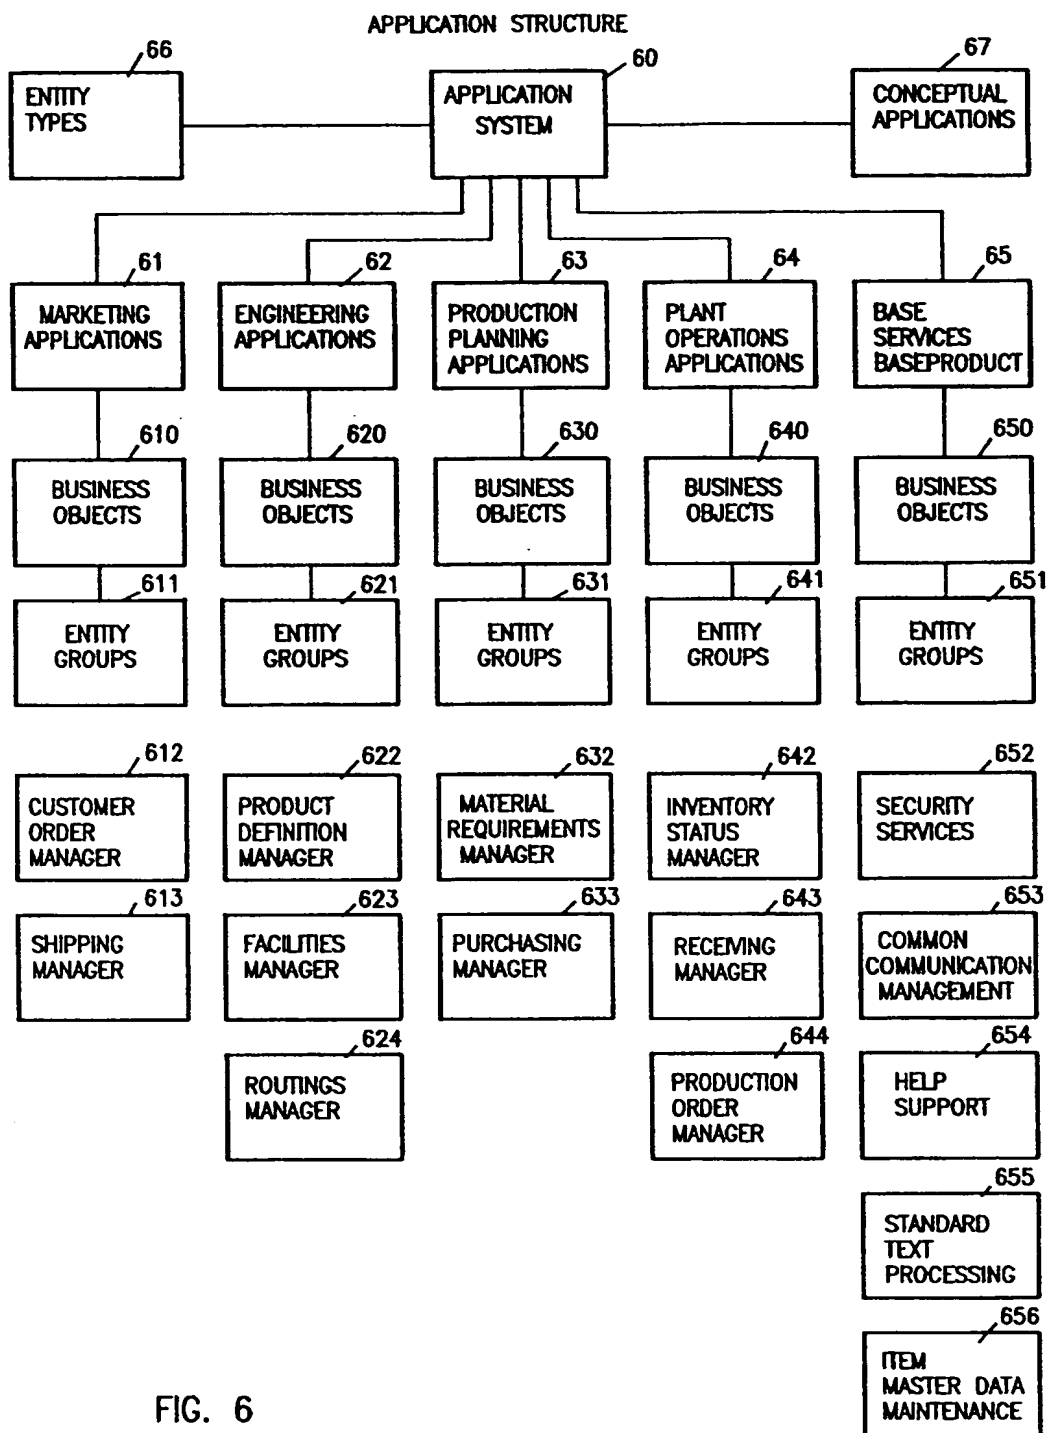 APPLICATION STRUCTURE
66
60
67
ENTITY
TYPES
APPLICATION
SYSTEM
CONCEPTUAL
APPLICATIONS
61
62
63
64
65
MARKETING
APPLICATIONS
ENGINEERING
APPLICATIONS
PRODUCTION
PLANNING
APPLICATIONS
PLANT
OPERATIONS
APPLICATIONS
BASE
SERVICES
BASEPRODUCT
610
620
630
640
650
BUSINESS
OBJECTS
BUSINESS
OBJECTS
BUSINESS
OBJECTS
BUSINESS
OBJECTS
BUSINESS
OBJECTS
611
621
631
641
651
ENTITY
GROUPS
ENTITY
GROUPS
ENTITY
GROUPS
ENTITY
GROUPS
ENTITY
GROUPS
612
622
632
642
652
CUSTOMER
ORDER
MANAGER
PRODUCT
DEFINITION
MANAGER
MATERIAL
REQUIREMENTS
MANAGER
INVENTORY
STATUS
MANAGER
SECURITY
SERVICES
613
623
633
643
653
SHIPPING
MANAGER
FACILITIES
MANAGER
PURCHASING
MANAGER
RECEIVING
MANAGER
COMMON
COMMUNICATION
MANAGEMENT
624
644
654
ROUTINGS
MANAGER
PRODUCTION
ORDER
MANAGER
HELP
SUPPORT
655
STANDARD
TEXT
PROCESSING
656
ITEM
MASTER DATA
MAINTENANCE
FIG. 6